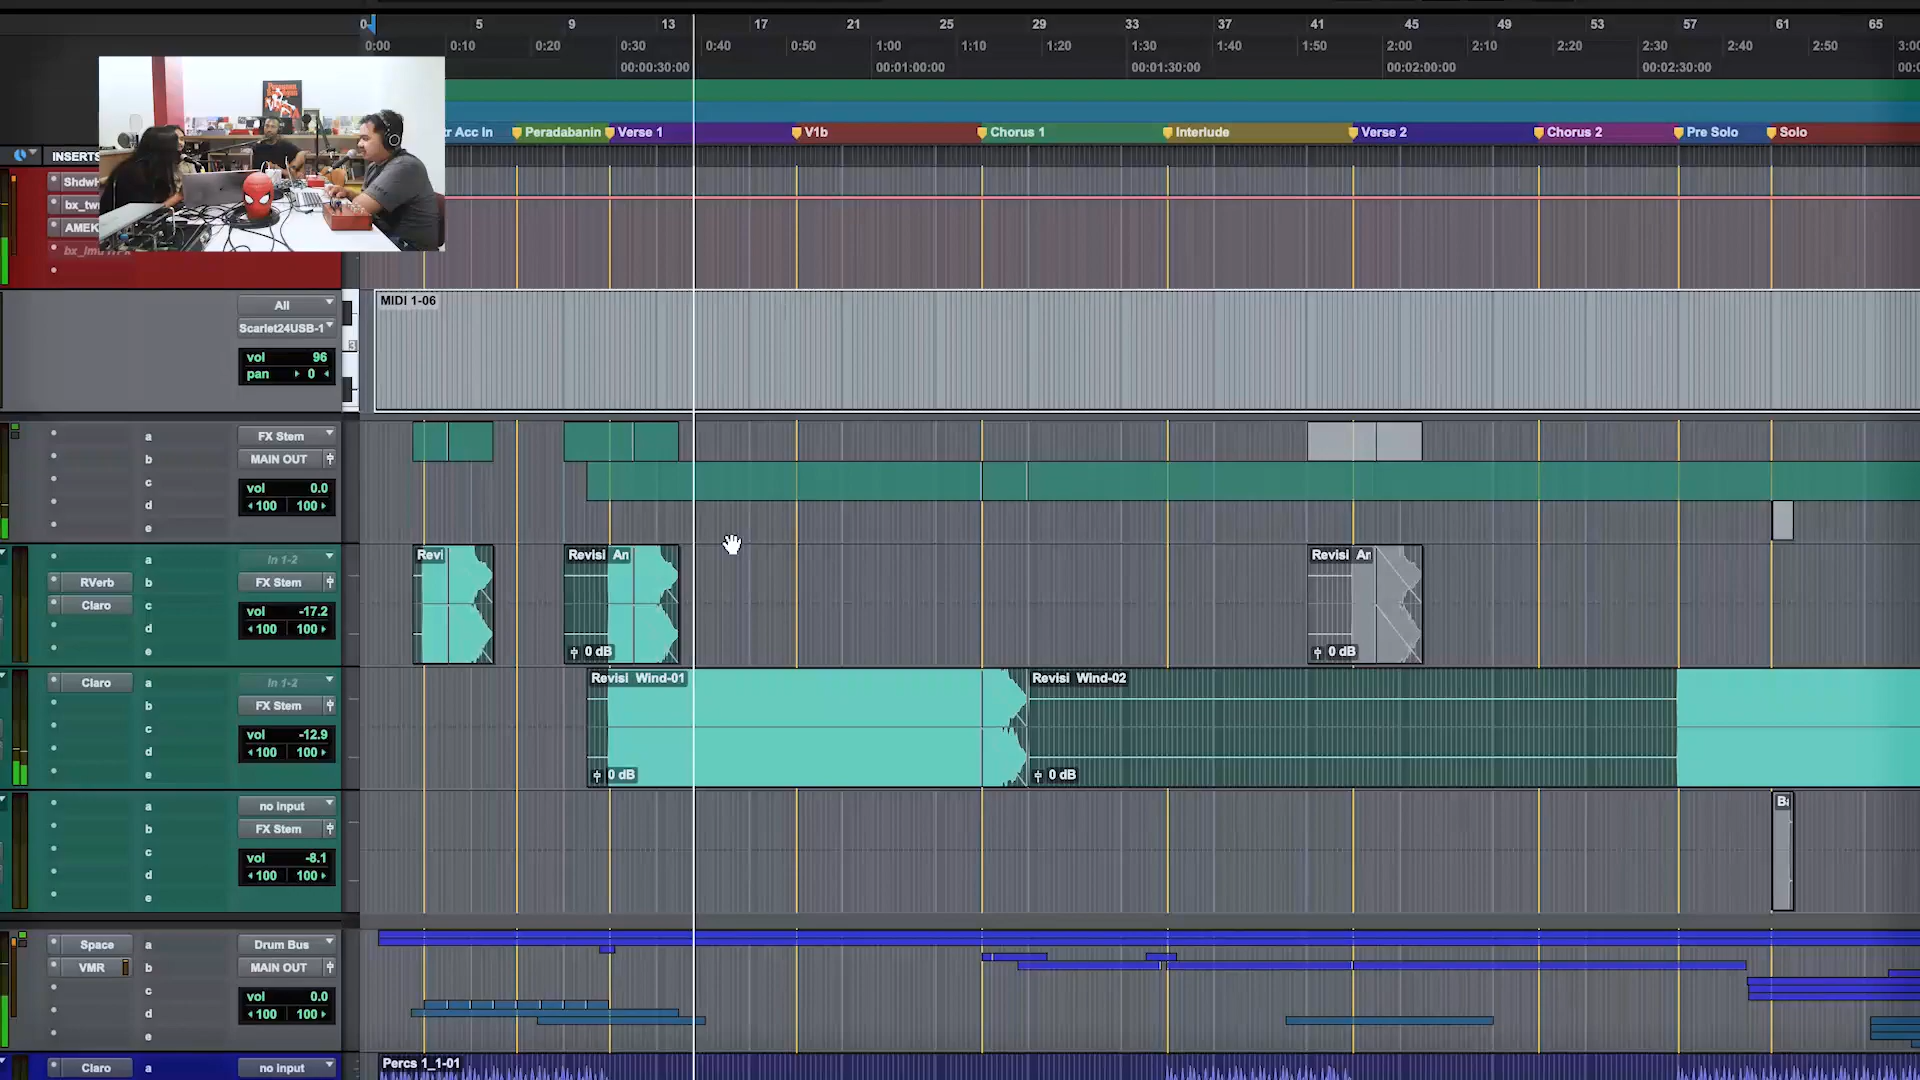 0 5 9 13 17 21 25 29 33 37 41 45 49 53 57 61 65
0:00 0:10 0:20 0:30 0:40 0:50 1:00 1:10 1:20 1:30 1:40 1:50 2:00 2:10 2:20 2:30 2:40 2:50 3:00
00:00:30:00 00:01:00:00 00:01:30:00 00:02:00:00 00:02:30:00
tr Acc In Peradabanin Verse 1 V1b Chorus 1 Interlude Verse 2 Chorus 2 Pre Solo Solo
INSERTS
Shdw
bx_tw
AMEK
MIDI 1-06
All
Scarlet24USB-1
vol 96
pan 0
3
a FX Stem
b MAIN OUT
c vol 0.0
d 100 100
e
a In 1-2
RVerb b FX Stem
Claro c vol -17.2
d 100 100
e
Revi
Revisi An
0 dB
Revisi An
0 dB
Claro a In 1-2
b FX Stem
c vol -12.9
d 100 100
e
Revisi Wind-01
0 dB
Revisi Wind-02
0 dB
a no input
b FX Stem
c vol -8.1
d 100 100
e
Space a Drum Bus
VMR b MAIN OUT
c vol 0.0
d 100 100
e
Claro a no input
Percs 1_1-01